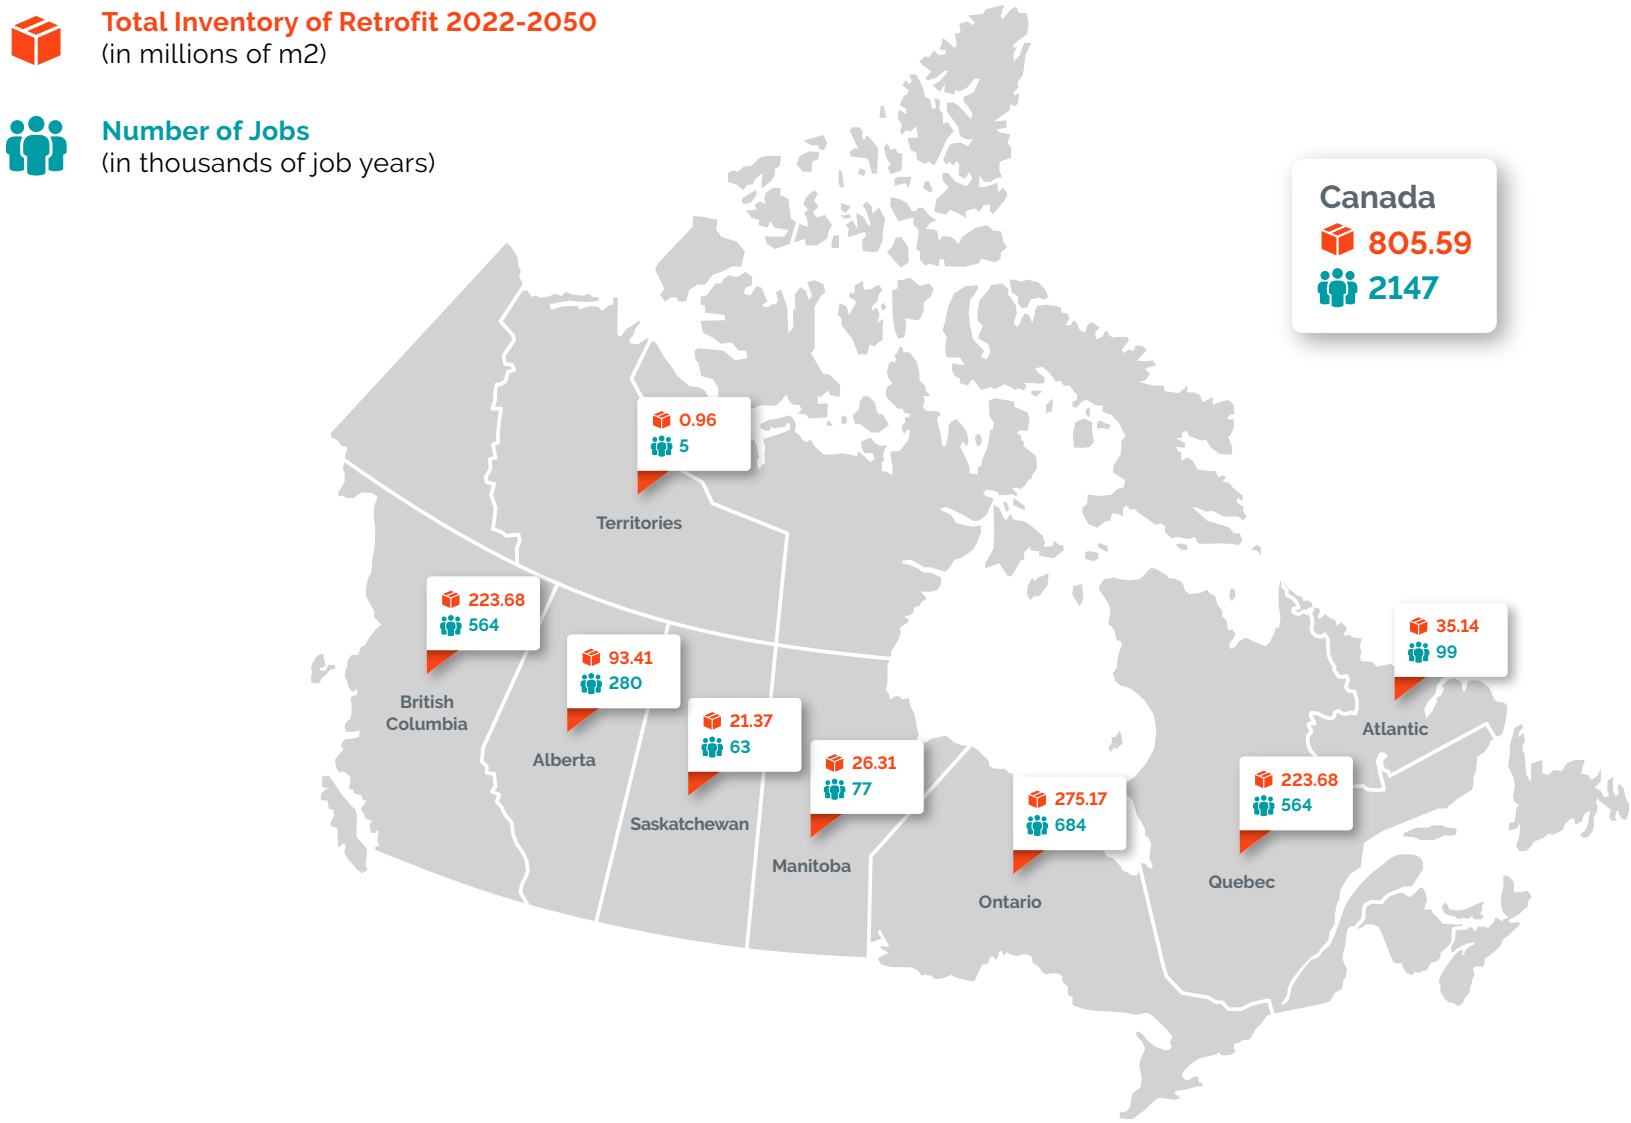 Total Inventory of Retrofit 2022-2050
(in millions of m2)
Number of Jobs
(in thousands of job years)
Canada
805.59
2147
0.96
5
Territories
223.68
564
British
Columbia
93.41
280
Alberta
21.37
63
Saskatchewan
26.31
77
Manitoba
275.17
684
Ontario
223.68
564
Quebec
35.14
99
Atlantic